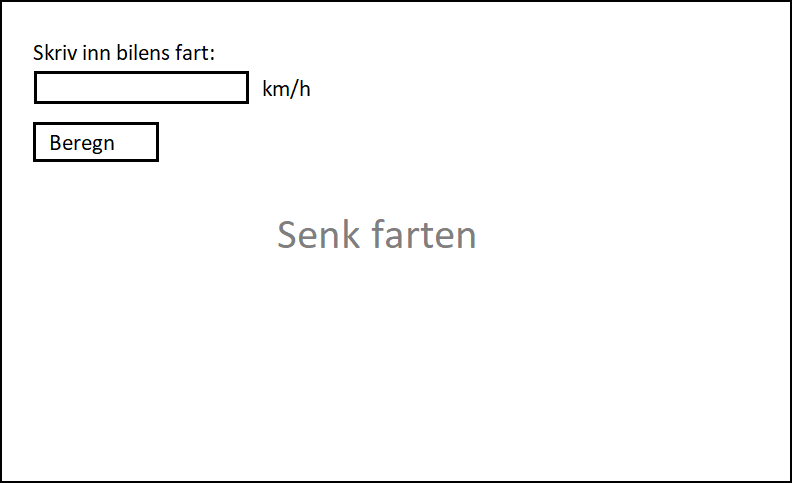 Skriv inn bilens fart:
km/h
Beregn
Senk farten